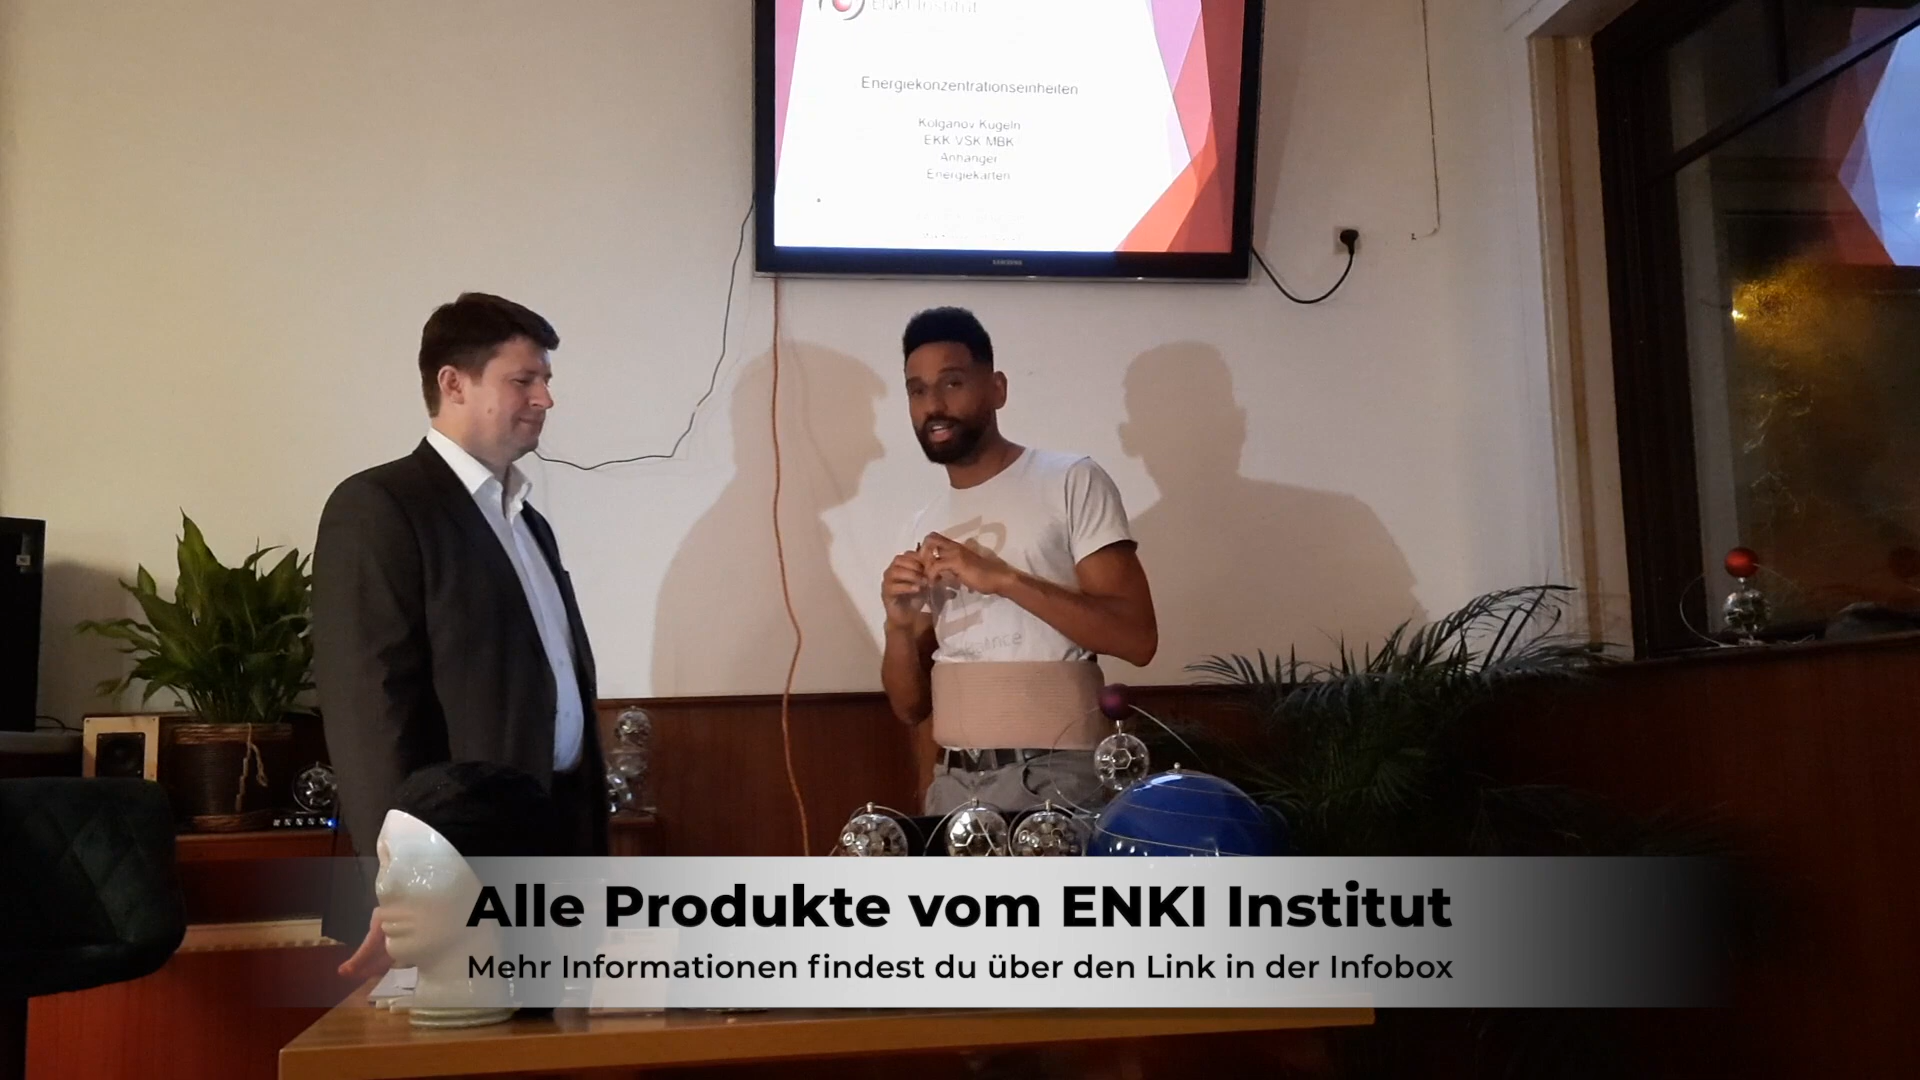 ENKI Institut
Energiekonzentrationseinheiten
Kolganov Kugeln
EKK VSK MBK
Anhänger
Energiekarten
SAMSUNG
Alle Produkte vom ENKI Institut
Mehr Informationen findest du über den Link in der Infobox